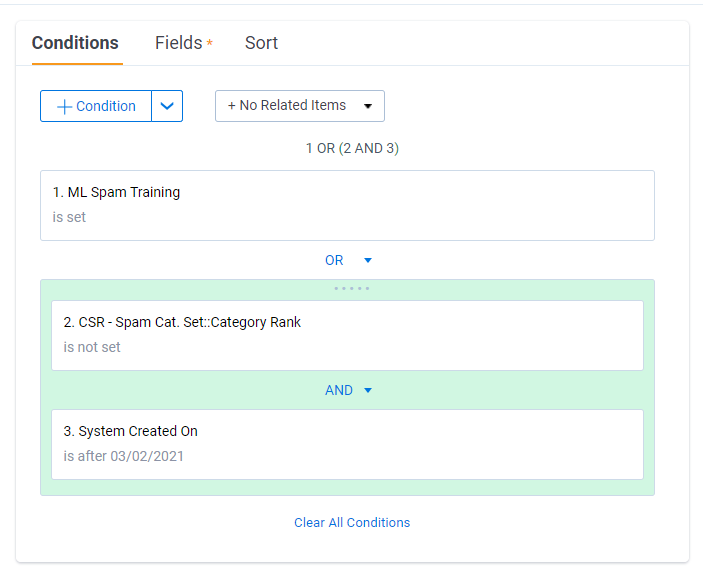 Conditions
Fields *
Sort
+ Condition
+ No Related Items
1 OR (2 AND 3)
1. ML Spam Training
is set
OR
2. CSR - Spam Cat. Set::Category Rank
is not set
AND
3. System Created On
is after 03/02/2021
Clear All Conditions